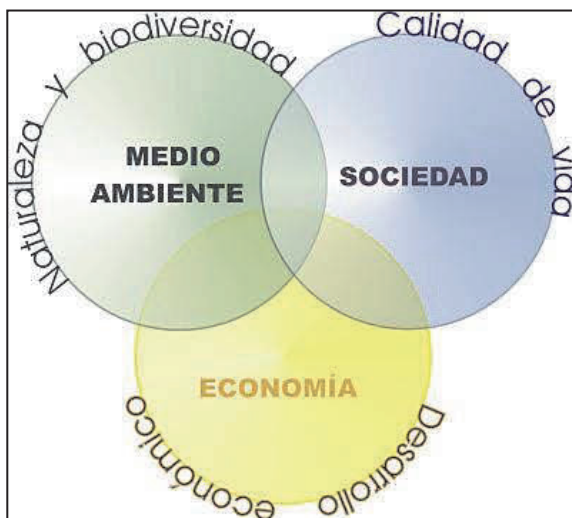 Naturaleza y biodiversidad
Calidad de vida
MEDIO
AMBIENTE
SOCIEDAD
ECONOMÍA
Desarrollo económico